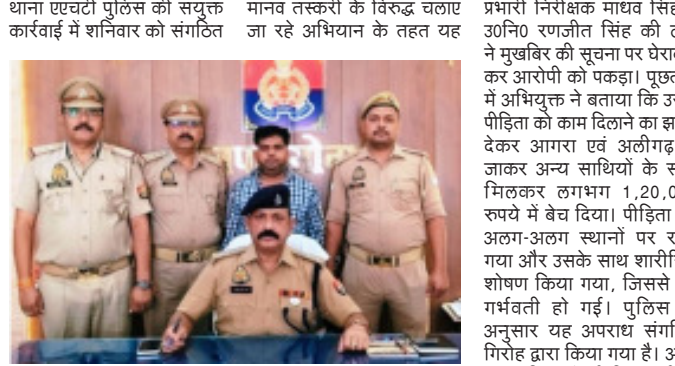 थाना एएचटी पुलिस की संयुक्त
कार्रवाई में शनिवार को संगठित
मानव तस्करी के विरुद्ध चलाए
जा रहे अभियान के तहत यह
प्रभारी निरीक्षक माधव सिंह
उ0नि0 रणजीत सिंह की
ने मुखबिर की सूचना पर
कर आरोपी को पकड़ा।
में अभियुक्त ने बताया कि
पीड़िता को काम दिलाने का
देकर आगरा एवं अलीगढ़
जाकर अन्य साथियों के
मिलकर लगभग 1,20,0
रुपये में बेच दिया। पीड़िता
अलग-अलग स्थानों पर
गया और उसके साथ
शोषण किया गया, जिससे
गर्भवती हो गई। पुलिस
अनुसार यह अपराध
गिरोह द्वारा किया गया है।